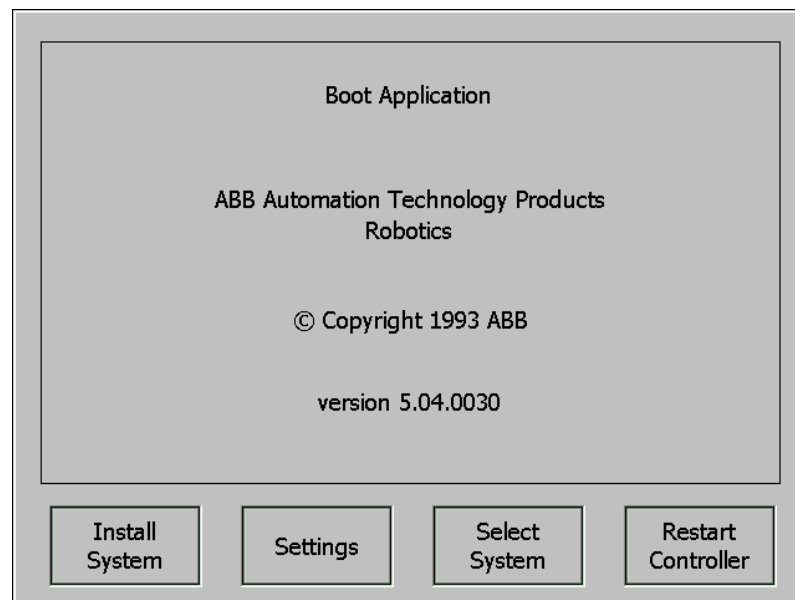 Boot Application
ABB Automation Technology Products
Robotics
© Copyright 1993 ABB
version 5.04.0030
Install
System
Settings
Select
System
Restart
Controller